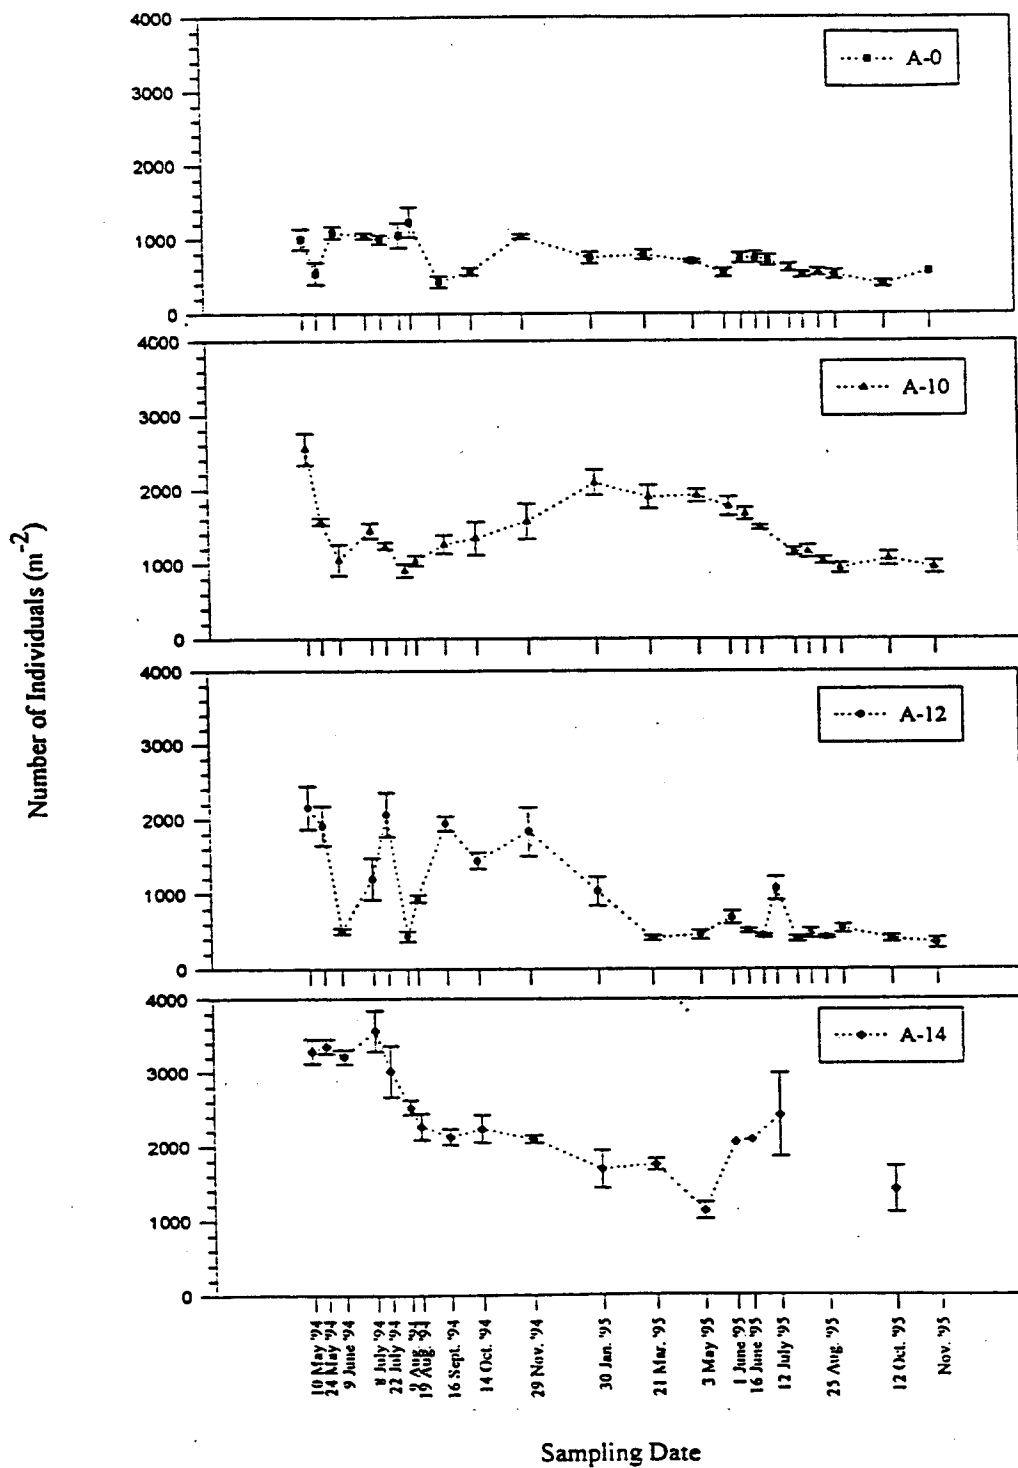 4000
3000
2000
1000
0
A-0
4000
3000
2000
1000
0
A-10
4000
3000
2000
1000
0
A-12
4000
3000
2000
1000
0
A-14
Number of Individuals (m⁻²)
10 May '94
24 May '94
9 June '94
8 July '94
22 July '94
Aug.
19 Aug. '94
16 Sept. '94
14 Oct. '94
29 Nov. '94
30 Jan. '95
21 Mar. '95
3 May '95
1 June '95
16 June '95
12 July '95
25 Aug. '95
12 Oct. '95
Nov. '95
Sampling Date